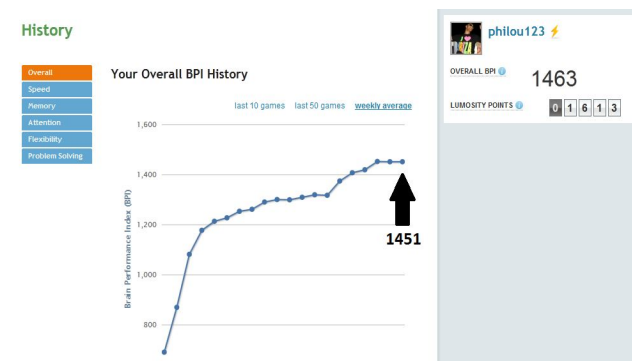 History
philou123
Overall
Speed
Memory
Attention
Flexibility
Problem Solving
Your Overall BPI History
last 10 games last 50 games weekly average
OVERALL BPI
1463
LUMOSITY POINTS
0 1 6 1 3
Brain Performance Index (BPI)
1,600
1,400
1,200
1,000
800
1451